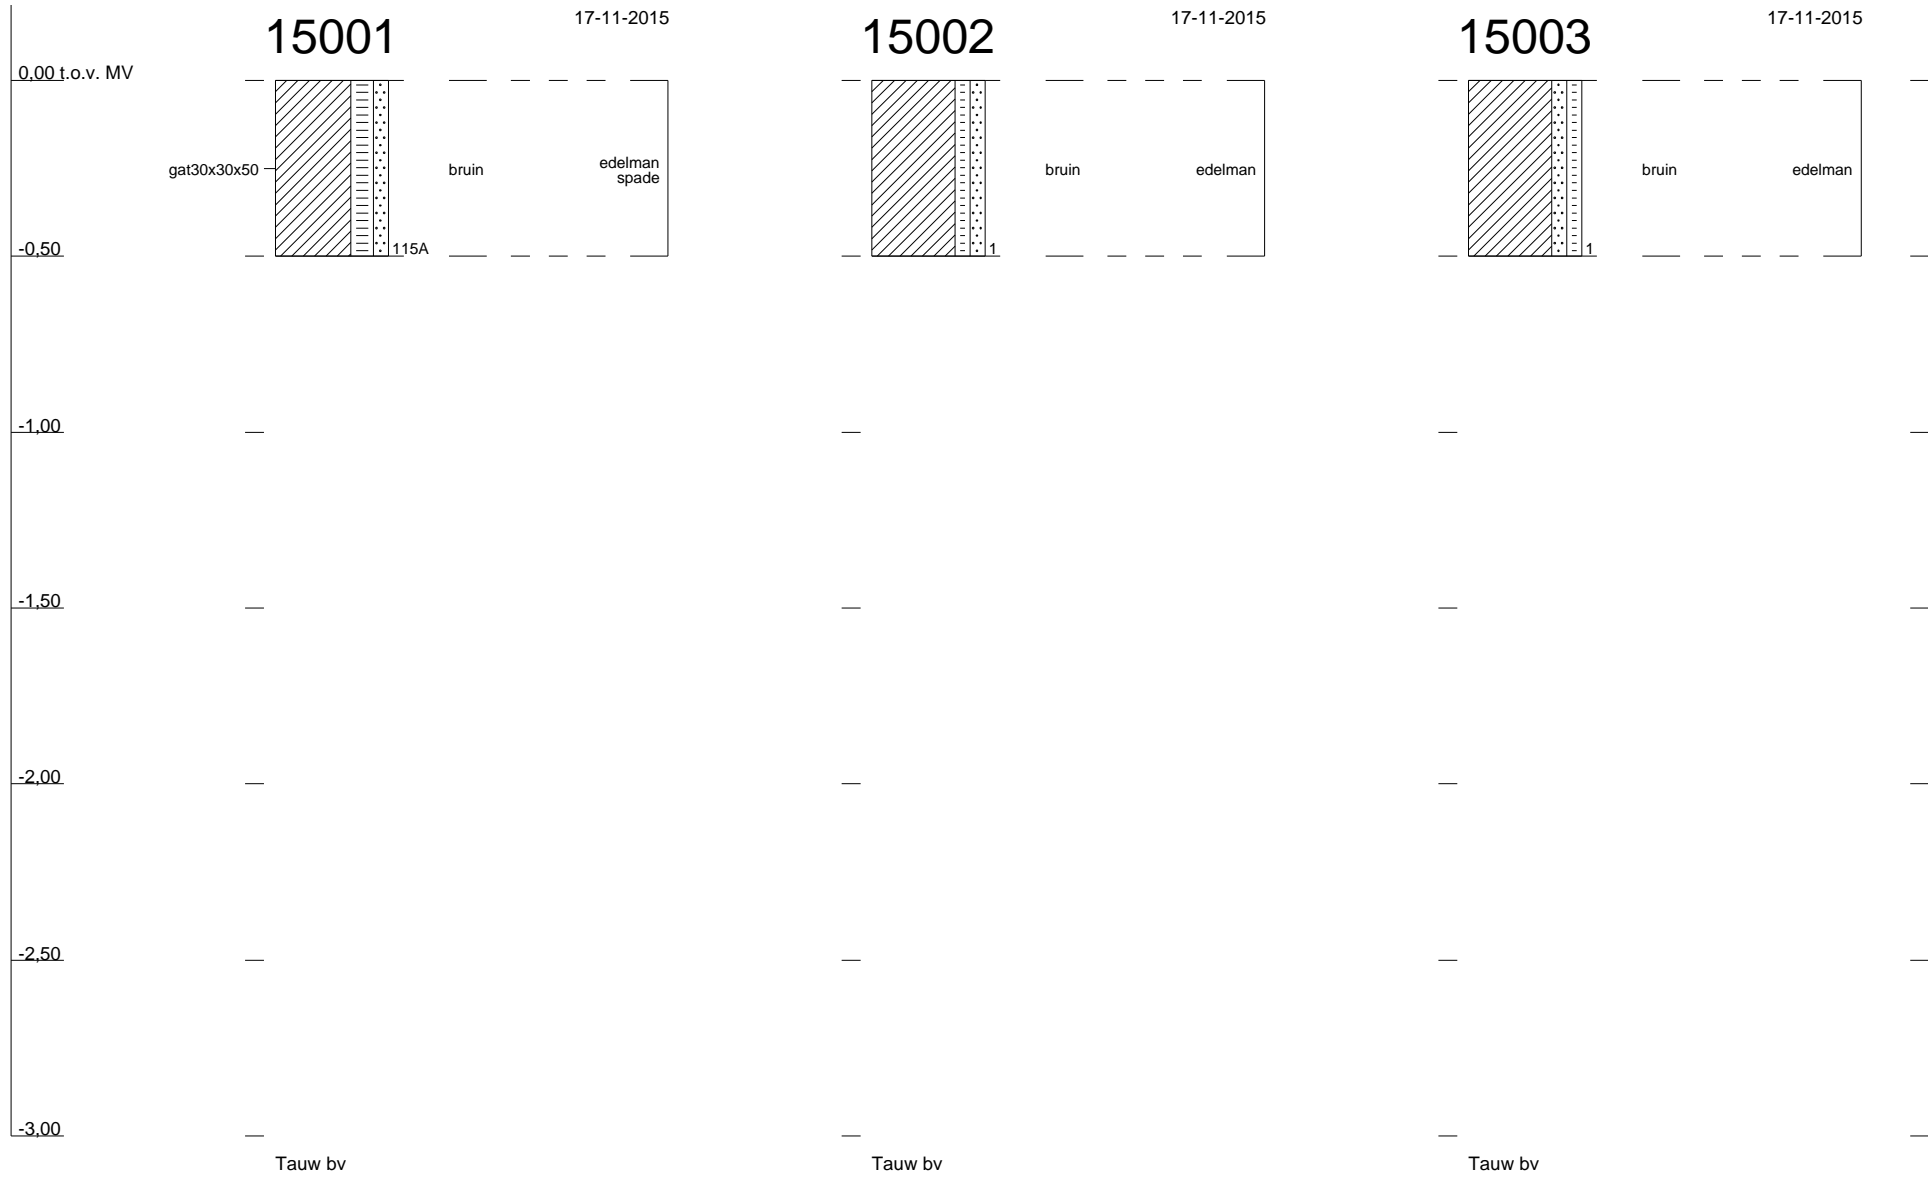 15001
17-11-2015
15002
17-11-2015
15003
17-11-2015
0,00 t.o.v. MV
gat30x30x50
bruin
edelman
spade
bruin
edelman
bruin
edelman
-0,50
115A
1
1
-1,00
-1,50
-2,00
-2,50
-3,00
Tauw bv
Tauw bv
Tauw bv